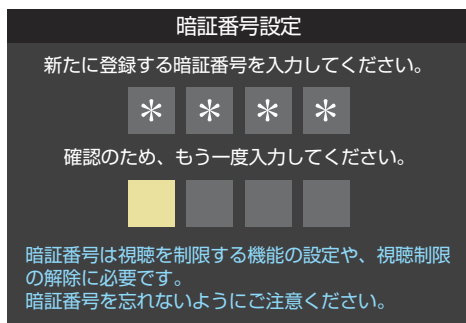 暗証番号設定
新たに登録する暗証番号を入力してください。
* * * *
確認のため、もう一度入力してください。
暗証番号は視聴を制限する機能の設定や、視聴制限
の解除に必要です。
暗証番号を忘れないようにご注意ください。